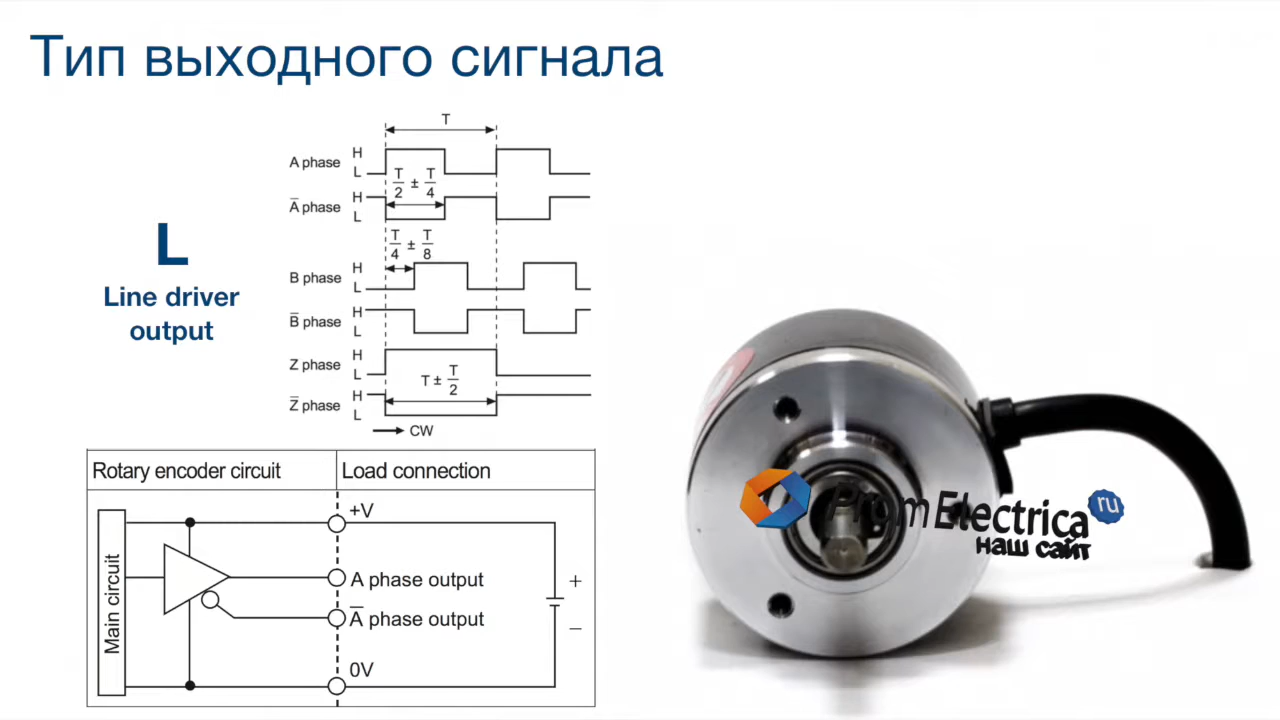 Тип выходного сигнала
L
Line driver
output
T
A phase H
L
T/2 ± T/4
A̅ phase H
L
T/4 ± T/8
B phase H
L
B̅ phase H
L
Z phase H
L
T ± T/2
Z̅ phase H
L
CW
Rotary encoder circuit
Load connection
Main circuit
+V
A phase output
A̅ phase output
0V
+
−
PromElectrica ru
наш сайт